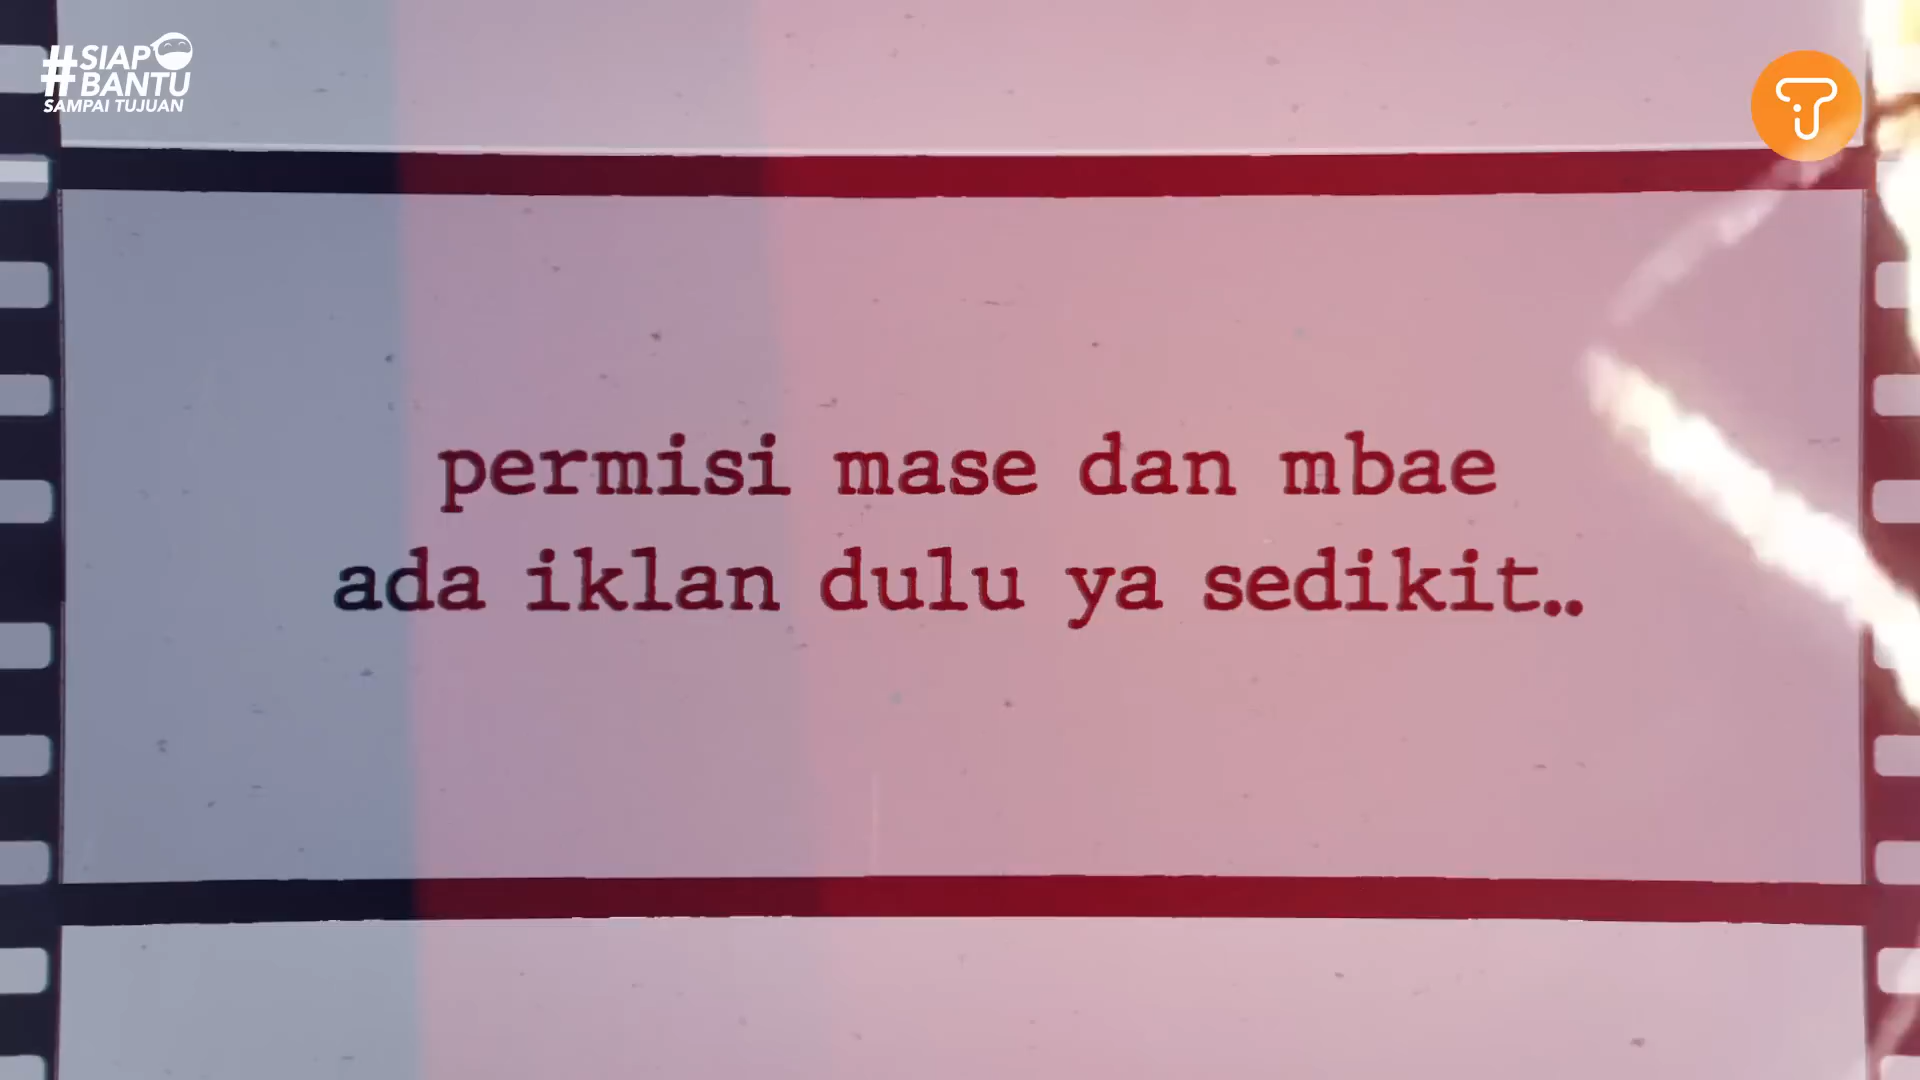 #SIAP
BANTU
SAMPAI TUJUAN
permisi mase dan mbae
ada iklan dulu ya sedikit..